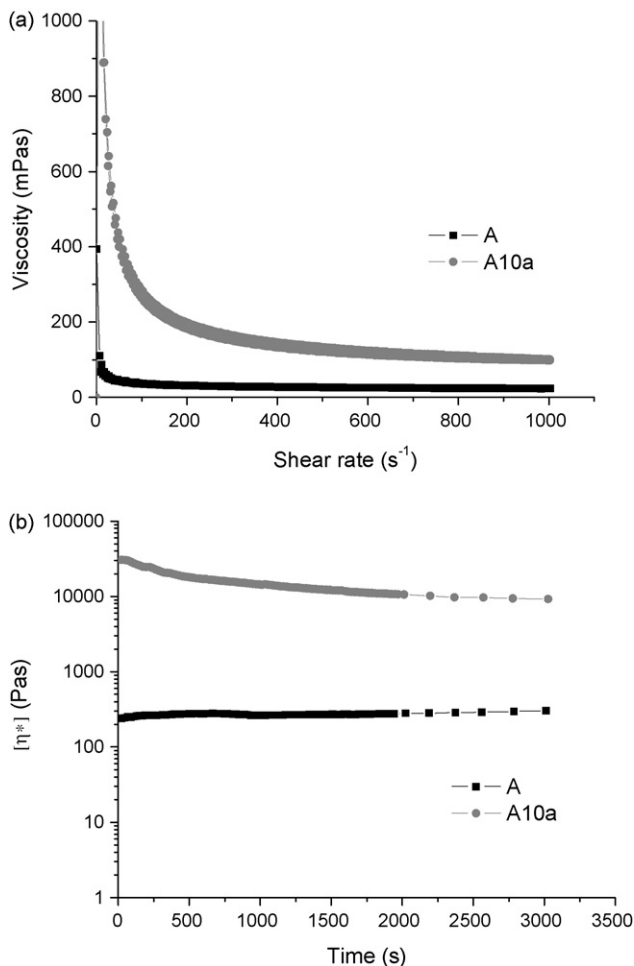 (a)
1000
800
600
400
200
0
Viscosity (mPas)
A
A10a
0 200 400 600 800 1000
Shear rate (s⁻¹)
(b)
100000
10000
1000
100
10
1
[η*] (Pas)
A
A10a
0 500 1000 1500 2000 2500 3000 3500
Time (s)